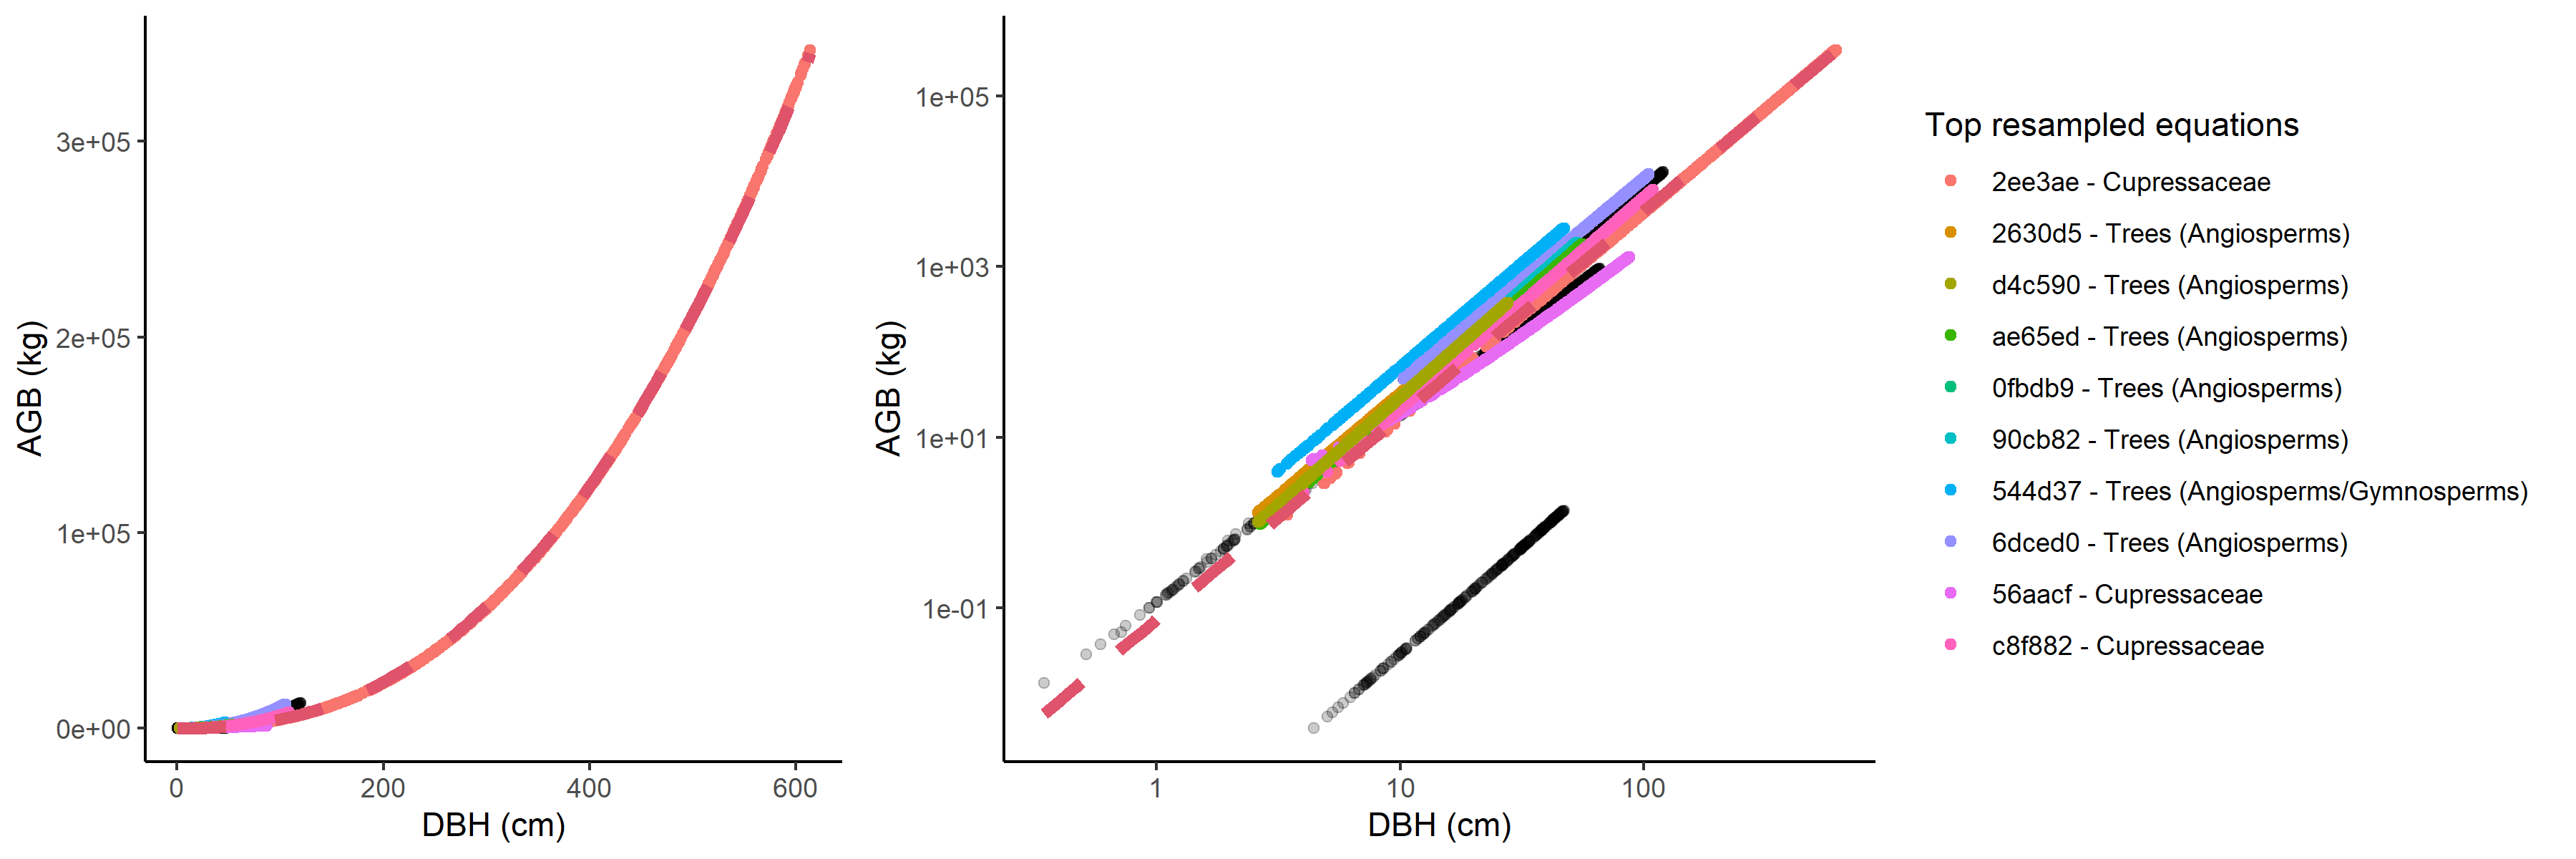 3e+05
2e+05
1e+05
0e+00
AGB (kg)
0
200
400
600
DBH (cm)
1e+05
1e+03
1e+01
1e-01
AGB (kg)
1
10
100
DBH (cm)
Top resampled equations
2ee3ae - Cupressaceae
2630d5 - Trees (Angiosperms)
d4c590 - Trees (Angiosperms)
ae65ed - Trees (Angiosperms)
0fbdb9 - Trees (Angiosperms)
90cb82 - Trees (Angiosperms)
544d37 - Trees (Angiosperms/Gymnosperms)
6dced0 - Trees (Angiosperms)
56aacf - Cupressaceae
c8f882 - Cupressaceae